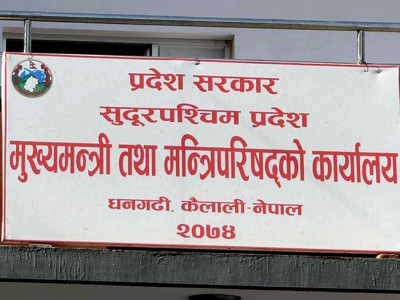 प्रदेश सरकार
सुदूरपश्चिम प्रदेश
मुख्यमन्त्री तथा मन्त्रिपरिषद्को कार्यालय
धनगढी, कैलाली-नेपाल
२०७४